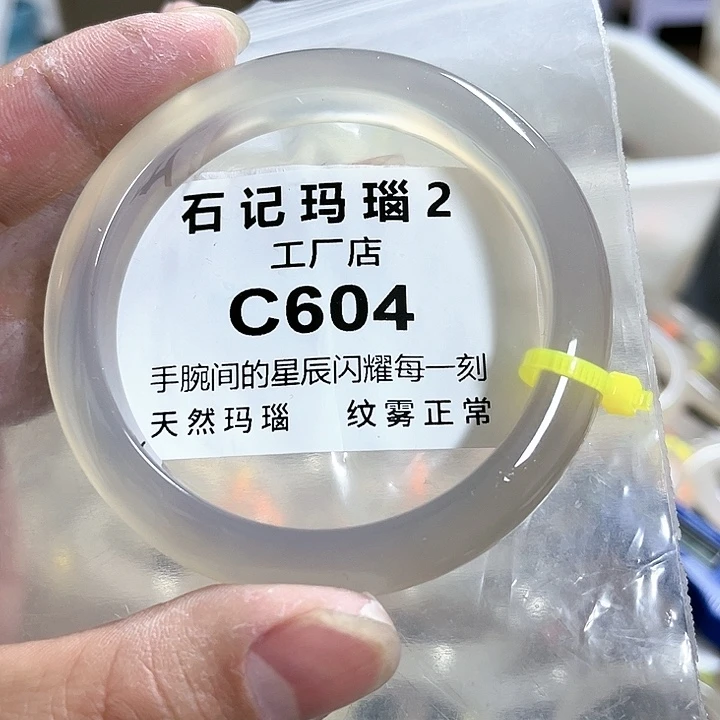 石记玛瑙2
工厂店
C604
手腕间的星辰闪耀每一刻
天然玛瑙 纹雾正常